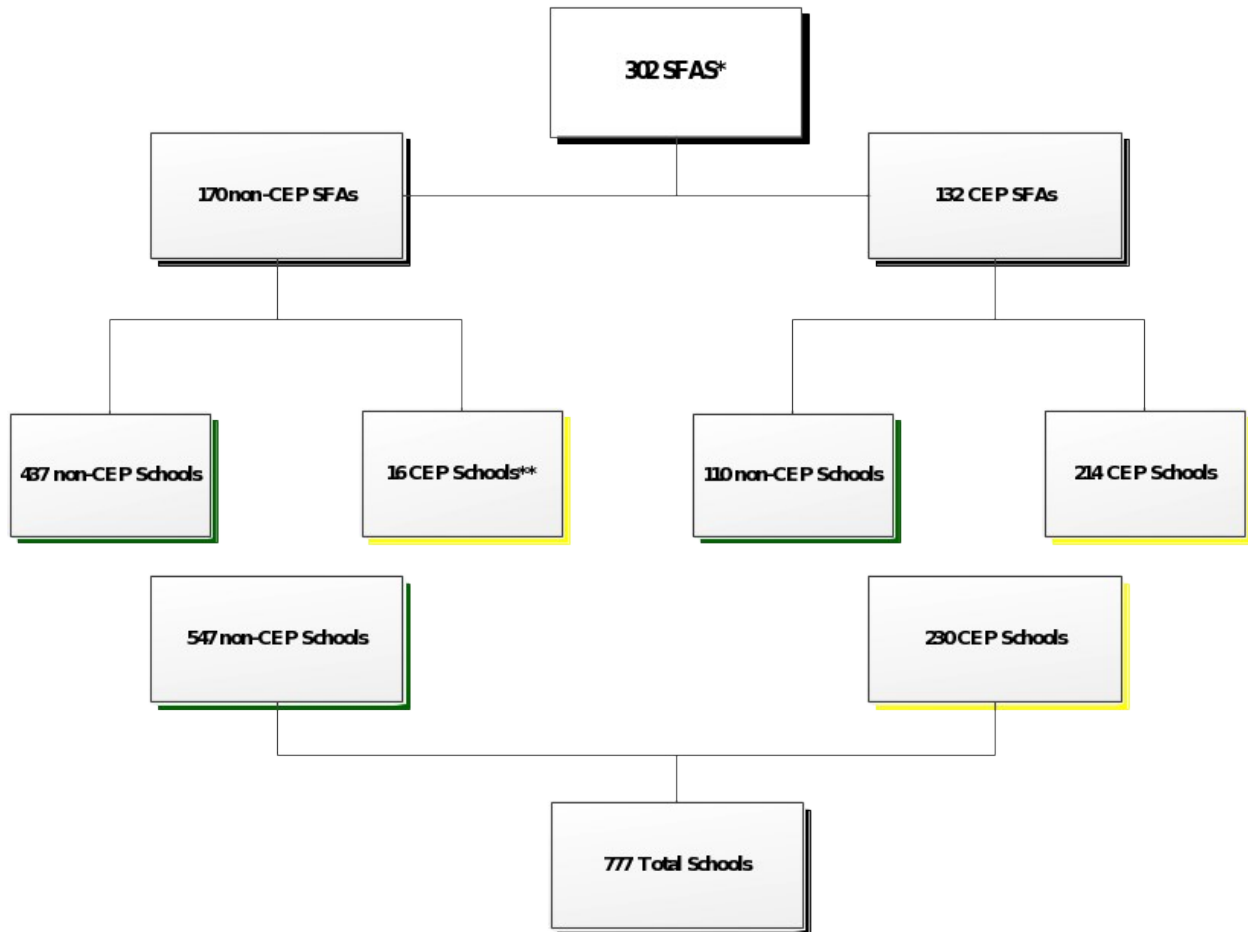 302 SFAS*
170 non-CEP SFAs
132 CEP SFAs
437 non-CEP Schools
16 CEP Schools**
110 non-CEP Schools
214 CEP Schools
547 non-CEP Schools
230 CEP Schools
777 Total Schools